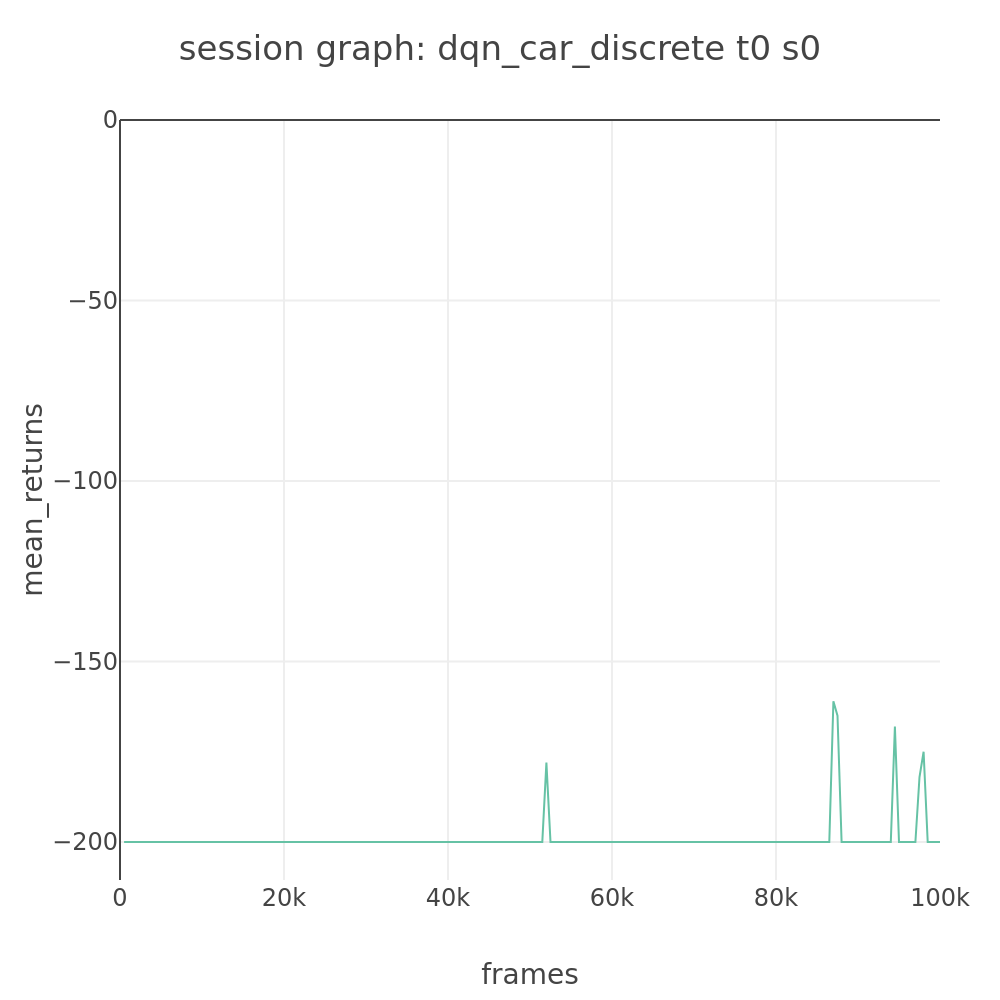 session graph: dqn_car_discrete t0 s0
0
−50
−100
−150
−200
mean_returns
0 20k 40k 60k 80k 100k
frames